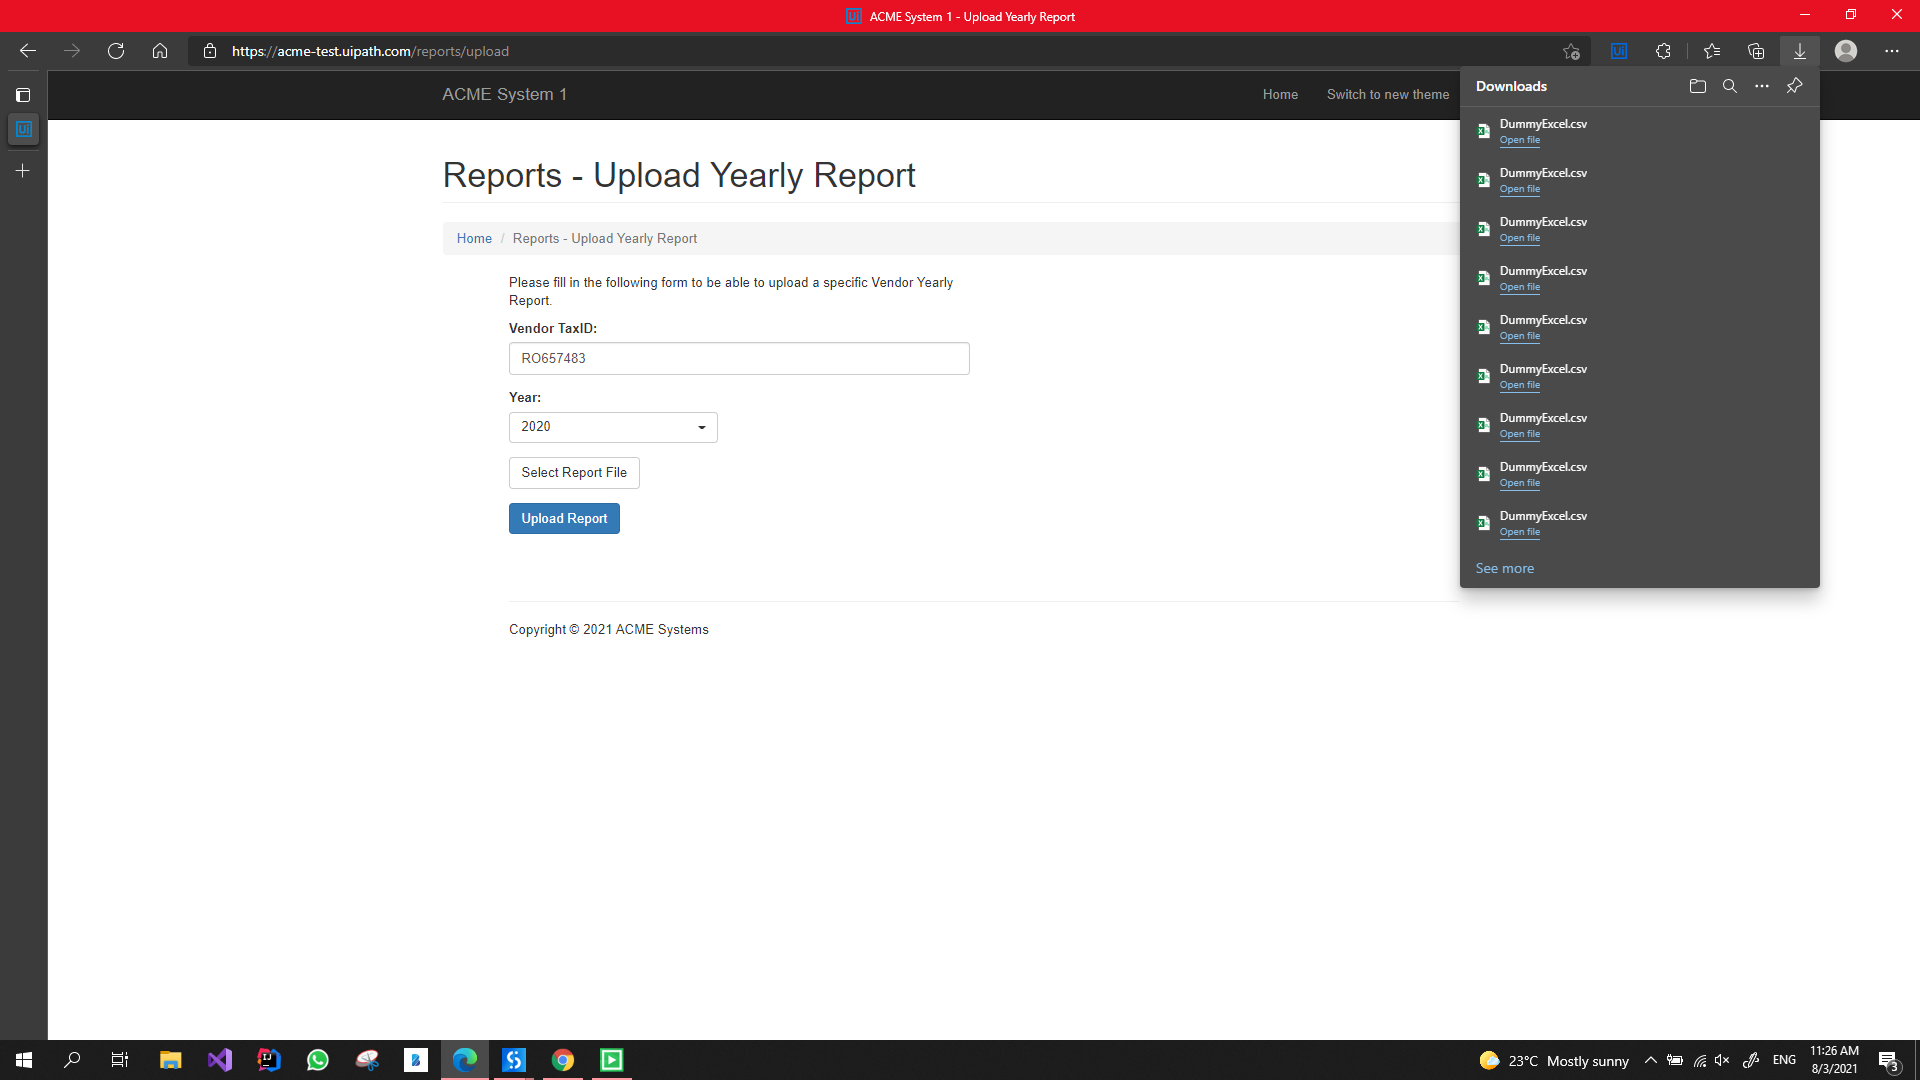 ACME System 1 - Upload Yearly Report
https://acme-test.uipath.com/reports/upload
ACME System 1
Home
Switch to new theme
Reports - Upload Yearly Report
Home / Reports - Upload Yearly Report
Please fill in the following form to be able to upload a specific Vendor Yearly
Report.
Vendor TaxID:
RO657483
Year:
2020
Select Report File
Upload Report
Copyright © 2021 ACME Systems
Downloads
DummyExcel.csv
Open file
DummyExcel.csv
Open file
DummyExcel.csv
Open file
DummyExcel.csv
Open file
DummyExcel.csv
Open file
DummyExcel.csv
Open file
DummyExcel.csv
Open file
DummyExcel.csv
Open file
DummyExcel.csv
Open file
See more
23°C Mostly sunny
ENG
11:26 AM
8/3/2021
3